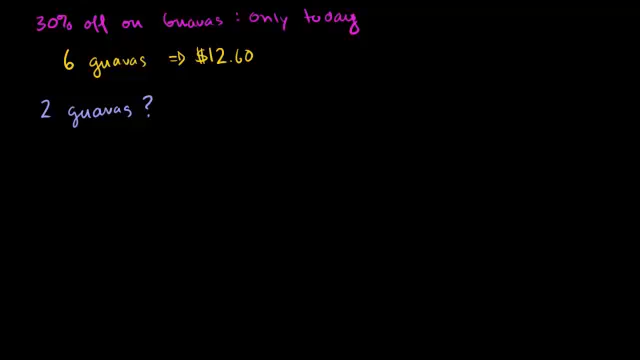 30% off on Guavas : only today
6 guavas ⇒ $12.60
2 guavas ?